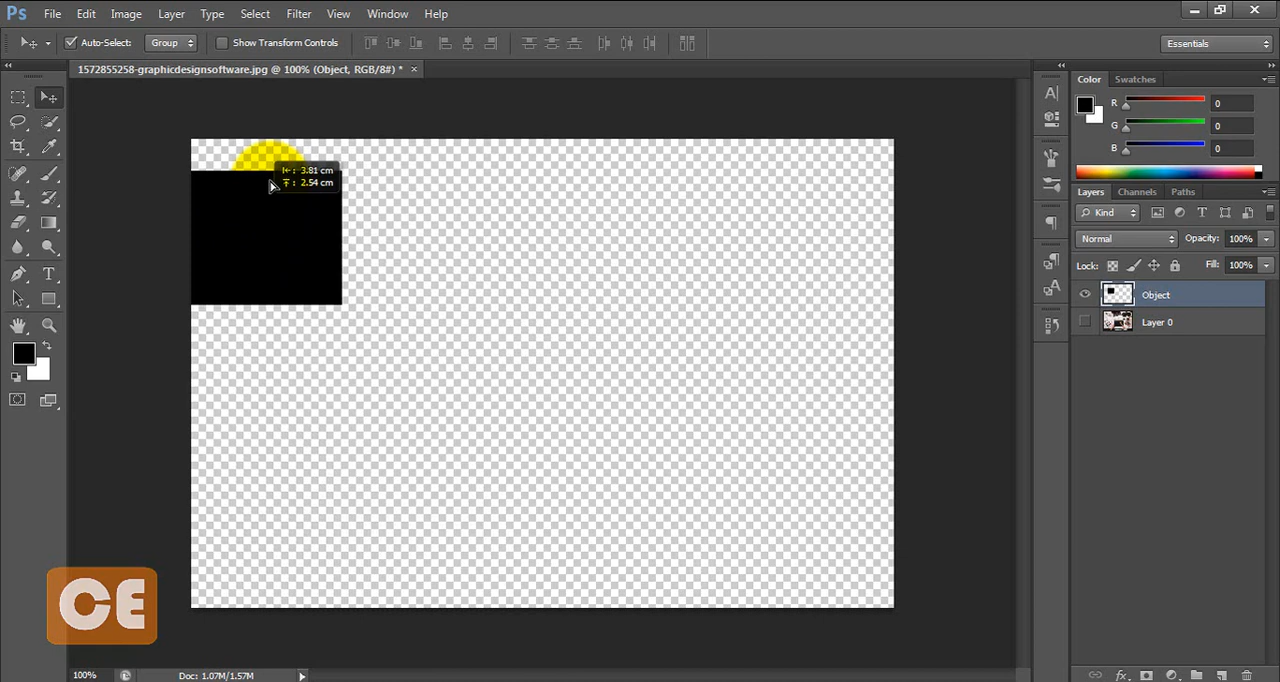 Ps File Edit Image Layer Type Select Filter View Window Help
Auto-Select: Group Show Transform Controls Essentials
1572855258-graphicdesignsoftware.jpg @ 100% (Object, RGB/8#) * ×
Color Swatches
R 0
G 0
B 0
3.81 cm
2.54 cm
Layers Channels Paths
Kind
Normal Opacity: 100%
Lock: Fill: 100%
Object
Layer 0
CE
100% Doc: 1.07M/1.57M